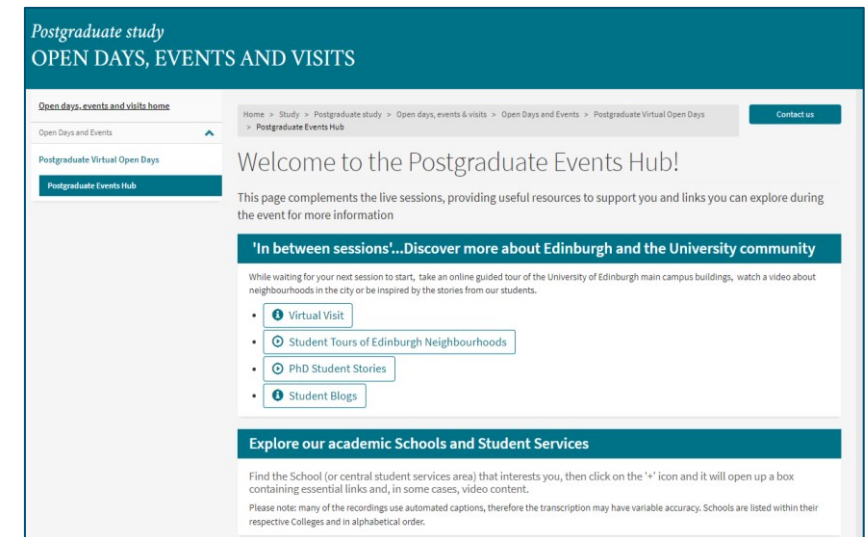 Postgraduate study
OPEN DAYS, EVENTS AND VISITS
Open days, events and visits home
Open Days and Events
Postgraduate Virtual Open Days
Postgraduate Events Hub
Home > Study > Postgraduate study > Open days, events & visits > Open Days and Events > Postgraduate Virtual Open Days
> Postgraduate Events Hub
Contact us
Welcome to the Postgraduate Events Hub!
This page complements the live sessions, providing useful resources to support you and links you can explore during
the event for more information
'In between sessions'...Discover more about Edinburgh and the University community
While waiting for your next session to start, take an online guided tour of the University of Edinburgh main campus buildings, watch a video about
neighbourhoods in the city or be inspired by the stories from our students.
• Virtual Visit
• Student Tours of Edinburgh Neighbourhoods
• PhD Student Stories
• Student Blogs
Explore our academic Schools and Student Services
Find the School (or central student services area) that interests you, then click on the '+' icon and it will open up a box
containing essential links and, in some cases, video content.
Please note: many of the recordings use automated captions, therefore the transcription may have variable accuracy. Schools are listed within their
respective Colleges and in alphabetical order.